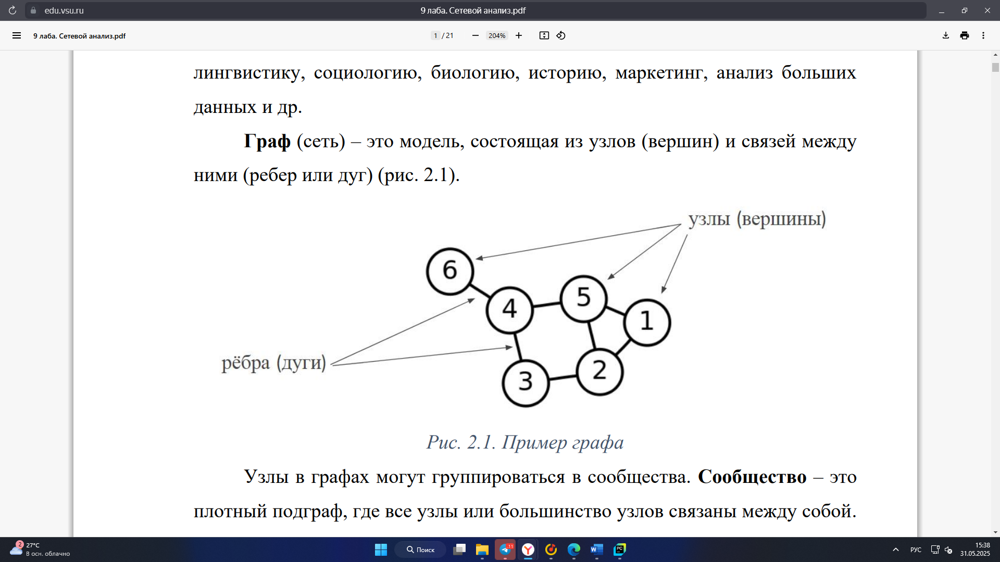 edu.vsu.ru
9 лаба. Сетевой анализ.pdf
9 лаба. Сетевой анализ.pdf
1 / 21
204%
лингвистику, социологию, биологию, историю, маркетинг, анализ больших
данных и др.
Граф (сеть) – это модель, состоящая из узлов (вершин) и связей между
ними (ребер или дуг) (рис. 2.1).
узлы (вершины)
6
5
4
1
рёбра (дуги)
2
3
Рис. 2.1. Пример графа
Узлы в графах могут группироваться в сообщества. Сообщество – это
плотный подграф, где все узлы или большинство узлов связаны между собой.
2
27°C
В осн. облачно
Поиск
11
Y
W
PC
РУС
15:38
31.05.2025